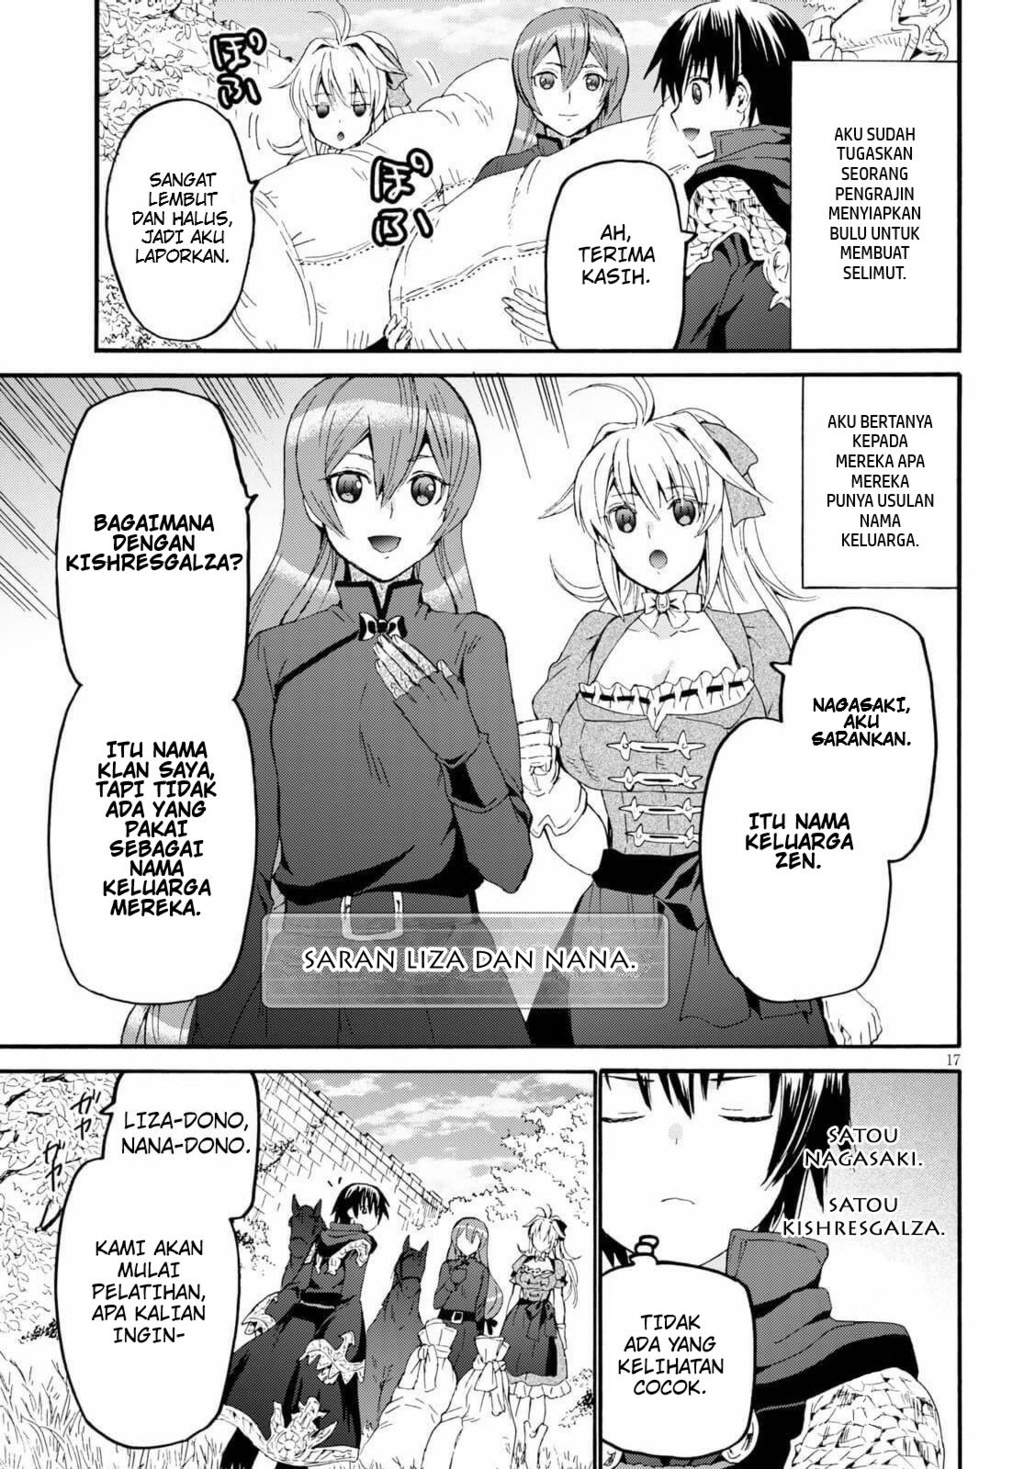 AKU SUDAH
TUGASKAN
SEORANG
PENGRAJIN
MENYIAPKAN
BULU UNTUK
MEMBUAT
SELIMUT.
AH,
TERIMA
KASIH.
ぽふ
ぽふ
SANGAT
LEMBUT
DAN HALUS,
JADI AKU
LAPORKAN.
AKU BERTANYA
KEPADA
MEREKA APA
MEREKA
PUNYA USULAN
NAMA
KELUARGA.
BAGAIMANA
DENGAN
KISHRESGALZA?
ITU NAMA
KLAN SAYA,
TAPI TIDAK
ADA YANG
PAKAI
SEBAGAI
NAMA
KELUARGA
MEREKA.
NAGASAKI,
AKU
SARANKAN.
ITU NAMA
KELUARGA
ZEN.
SARAN LIZA DAN NANA.
17
SATOU
NAGASAKI.
SATOU
KISHRESGALZA.
TIDAK
ADA YANG
KELIHATAN
COCOK.
LIZA-DONO,
NANA-DONO.
KAMI AKAN
MULAI
PELATIHAN,
APA KALIAN
INGIN-